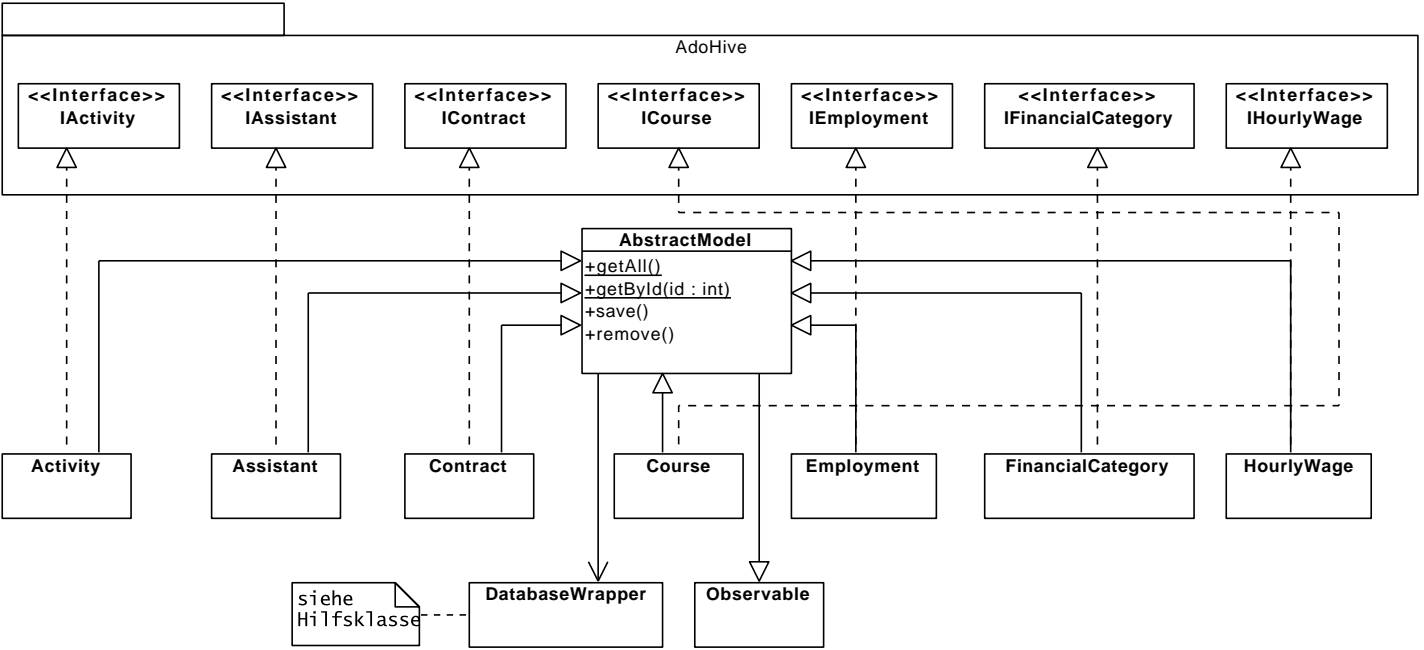 AdoHive
<<Interface>>
IActivity
<<Interface>>
IAssistant
<<Interface>>
IContract
<<Interface>>
ICourse
<<Interface>>
IEmployment
<<Interface>>
IFinancialCategory
<<Interface>>
IHourlyWage
AbstractModel
+getAll()
+getById(id : int)
+save()
+remove()
Activity
Assistant
Contract
Course
Employment
FinancialCategory
HourlyWage
siehe
Hilfsklasse
DatabaseWrapper
Observable